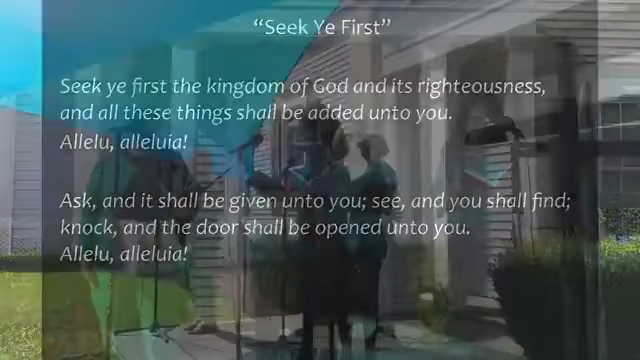 “Seek Ye First”
Seek ye first the kingdom of God and its righteousness,
and all these things shall be added unto you.
Allelu, alleluia!
Ask, and it shall be given unto you; see, and you shall find;
knock, and the door shall be opened unto you.
Allelu, alleluia!